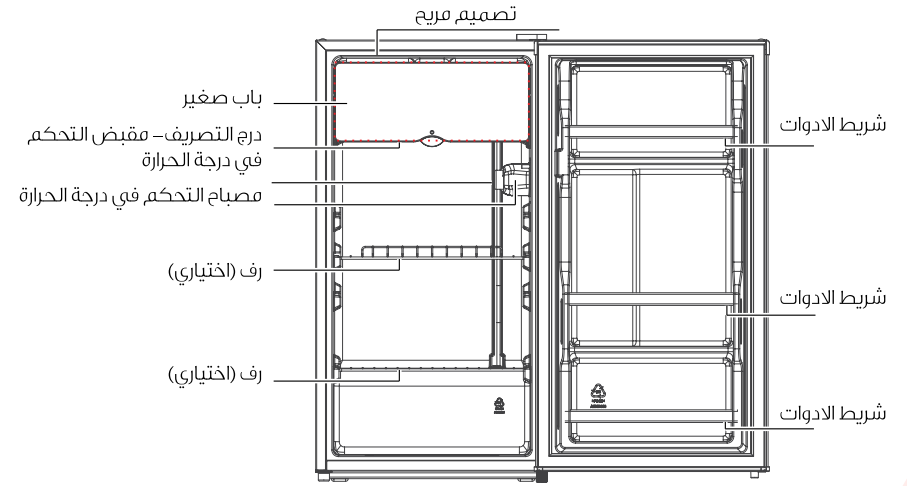 تصميم مريح
باب صغير
درج التصريف – مقبض التحكم
في درجة الحرارة
مصباح التحكم في درجة الحرارة
رف (اختياري)
رف (اختياري)
شريط الادوات
شريط الادوات
شريط الادوات